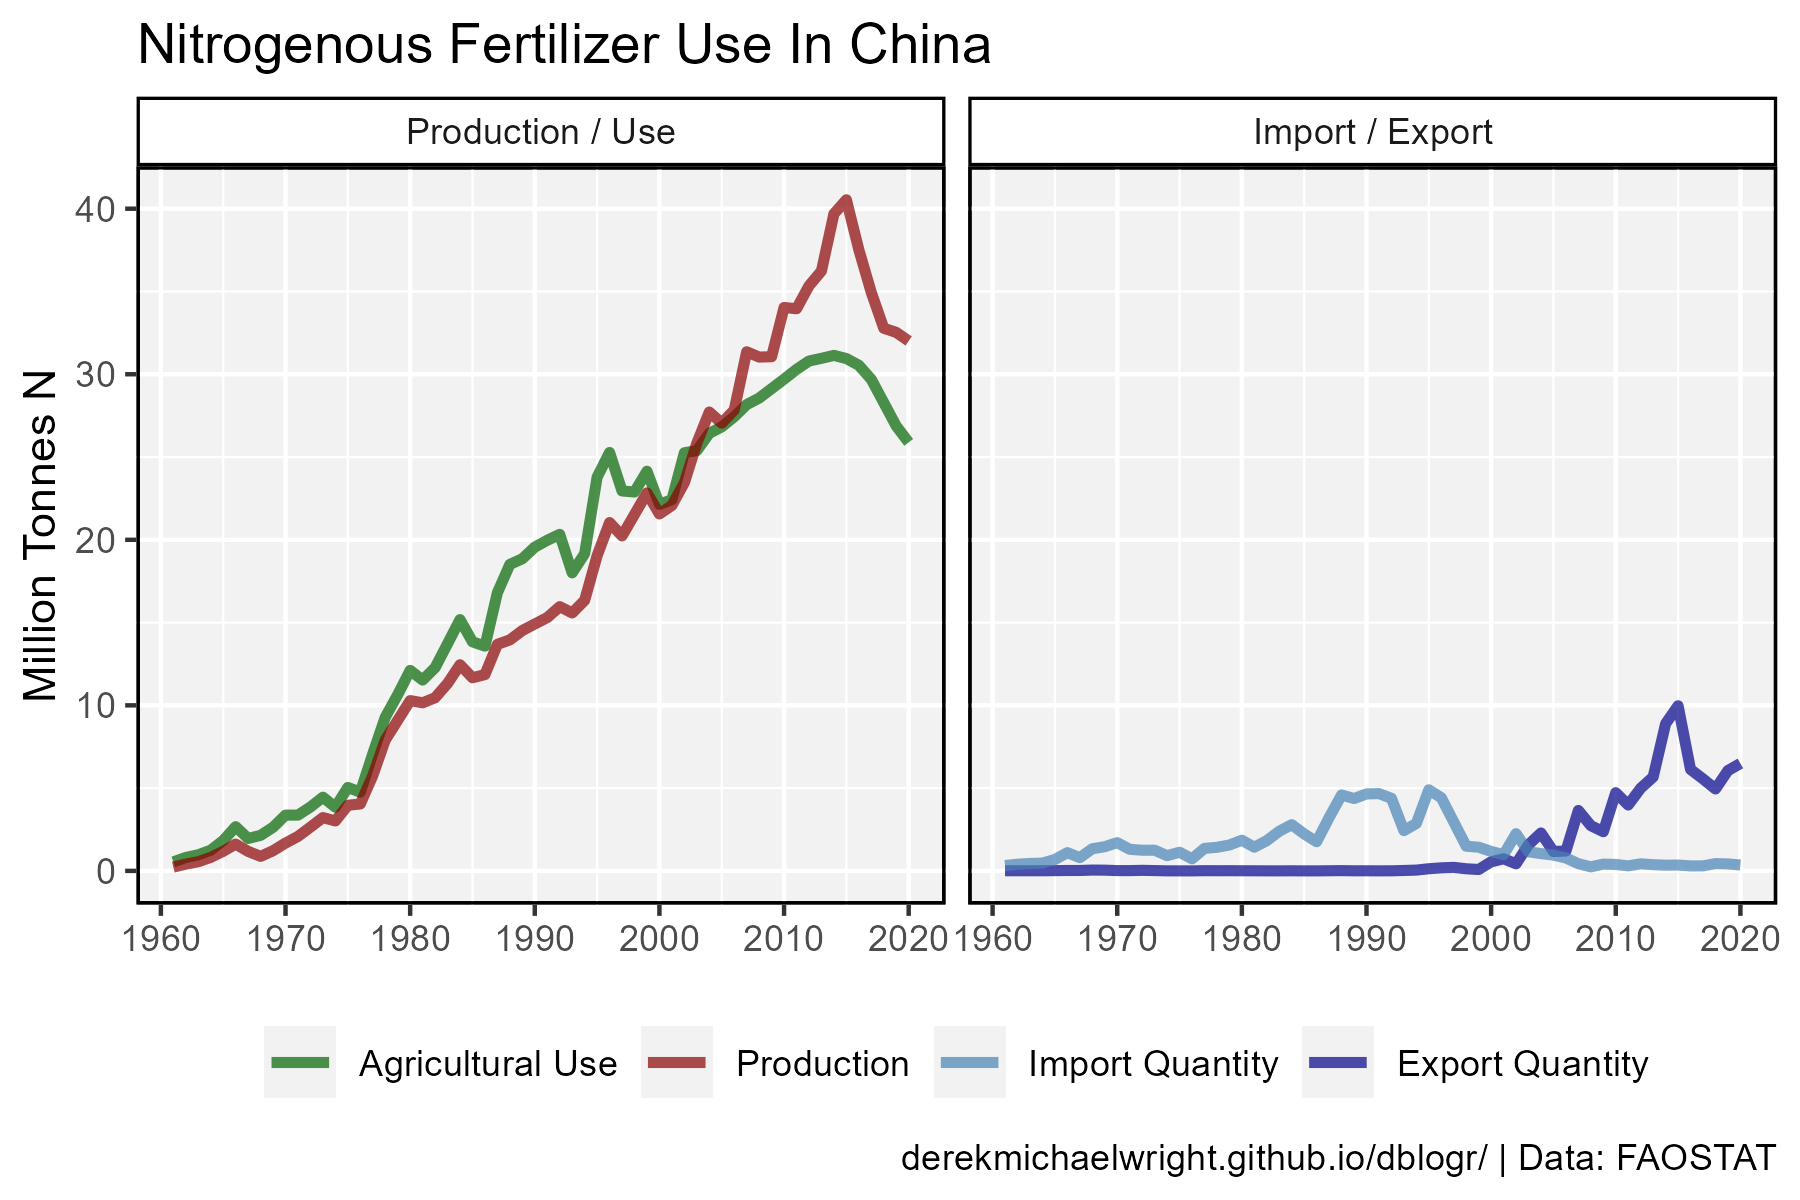 Nitrogenous Fertilizer Use In China
Production / Use
Import / Export
Million Tonnes N
40
30
20
10
0
1960 1970 1980 1990 2000 2010 2020
1960 1970 1980 1990 2000 2010 2020
Agricultural Use Production Import Quantity Export Quantity
derekmichaelwright.github.io/dblogr/ | Data: FAOSTAT